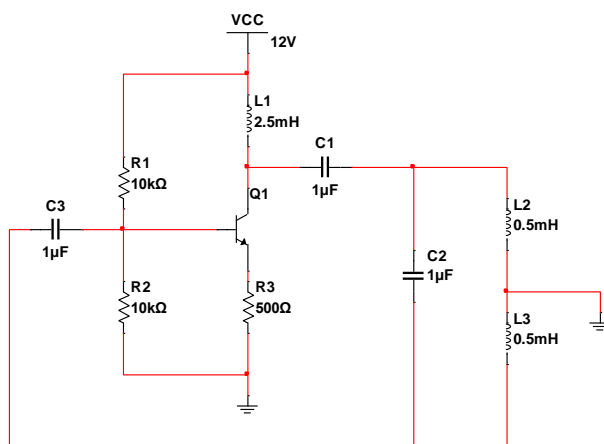 VCC
12V
L1
2.5mH
C1
1µF
R1
10kΩ
Q1
C3
1µF
L2
0.5mH
C2
1µF
R2
10kΩ
R3
500Ω
L3
0.5mH